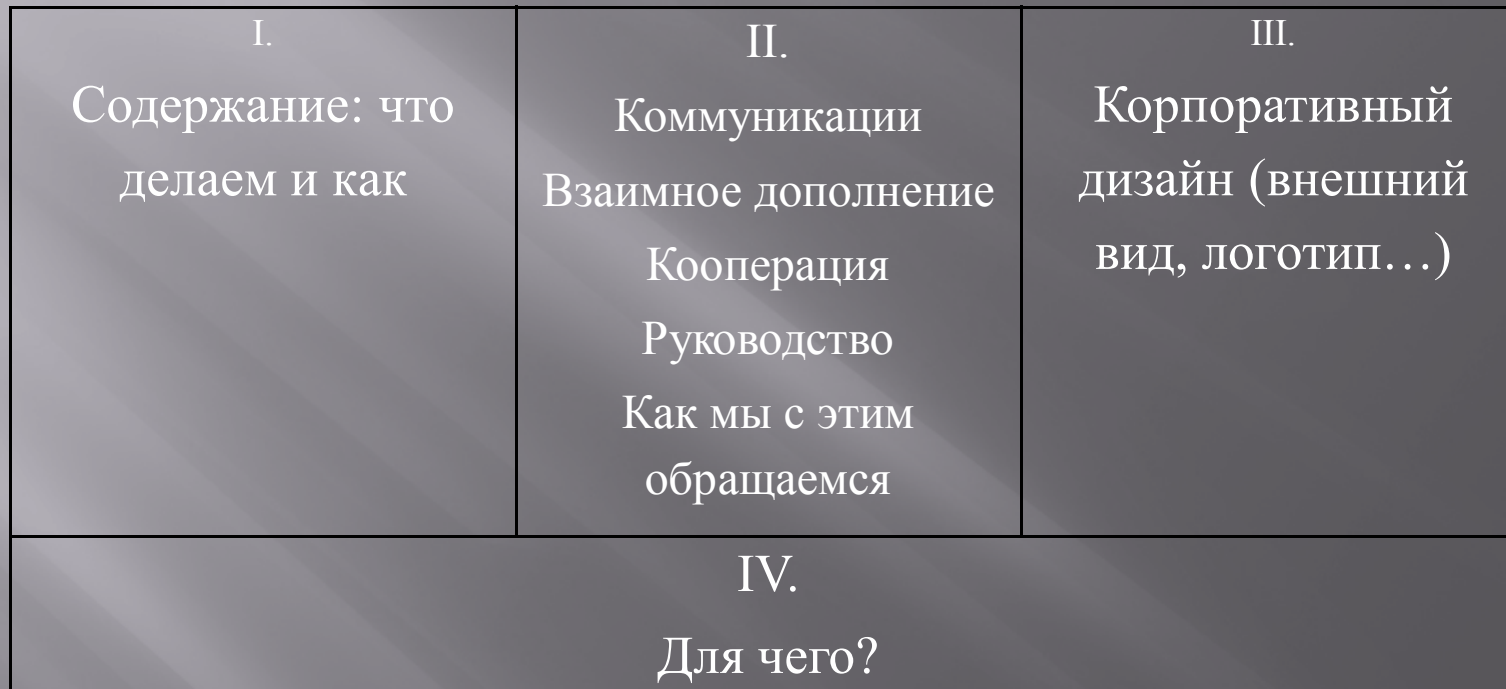 I.
Содержание: что
делаем и как
II.
Коммуникации
Взаимное дополнение
Кооперация
Руководство
Как мы с этим
обращаемся
III.
Корпоративный
дизайн (внешний
вид, логотип…)
IV.
Для чего?